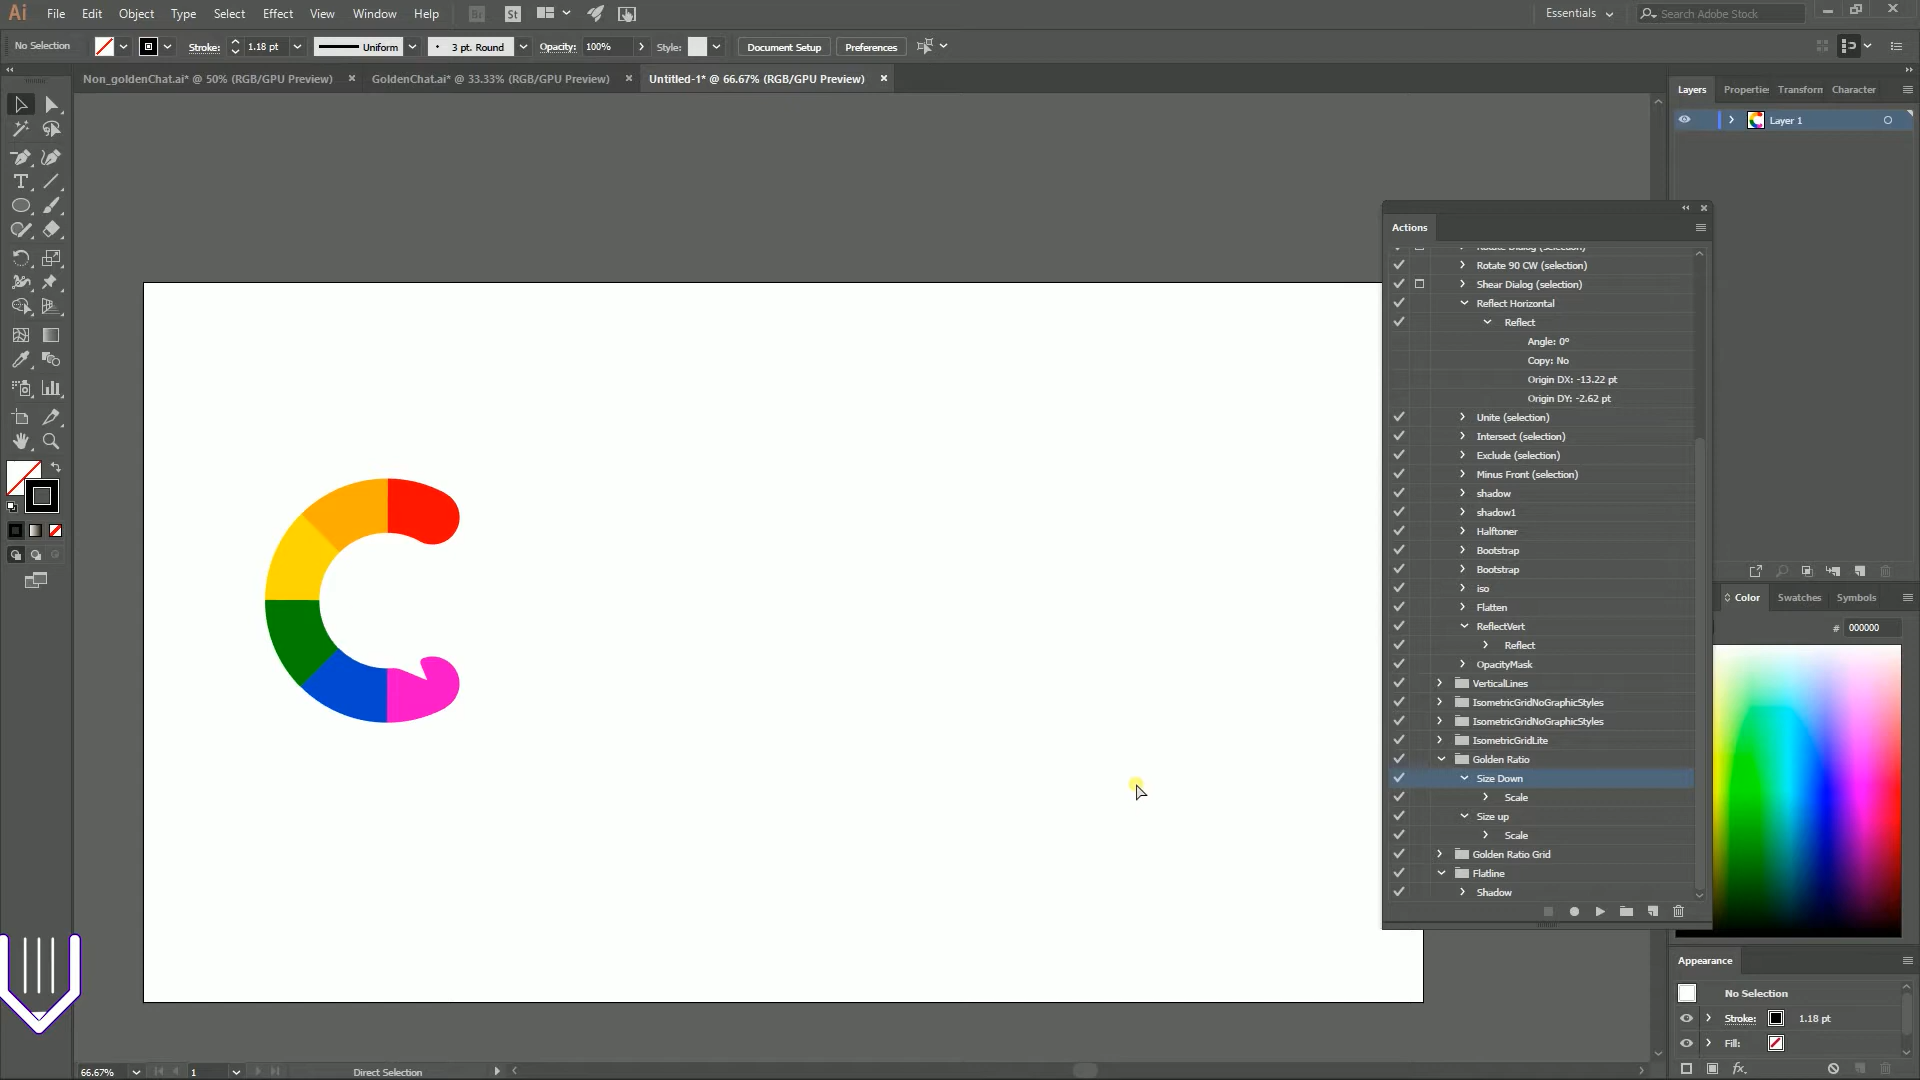 Ai File Edit Object Type Select Effect View Window Help Br St Essentials Search Adobe Stock
No Selection Stroke: 1.18 pt Uniform 3 pt. Round Opacity: 100% Style: Document Setup Preferences
Non_goldenChat.ai* @ 50% (RGB/GPU Preview) GoldenChat.ai* @ 33.33% (RGB/GPU Preview) Untitled-1* @ 66.67% (RGB/GPU Preview)
Layers Properties Transform Character
Layer 1
Actions
Rotate Dialog (selection)
Rotate 90 CW (selection)
Shear Dialog (selection)
Reflect Horizontal
Reflect
Angle: 0°
Copy: No
Origin DX: -13.22 pt
Origin DY: -2.62 pt
Unite (selection)
Intersect (selection)
Exclude (selection)
Minus Front (selection)
shadow
shadow1
Halftoner
Bootstrap
Bootstrap
iso
Flatten
ReflectVert
Reflect
OpacityMask
VerticalLines
IsometricGridNoGraphicStyles
IsometricGridNoGraphicStyles
IsometricGridLite
Golden Ratio
Size Down
Scale
Size up
Scale
Golden Ratio Grid
Flatline
Shadow
Color Swatches Symbols
# 000000
Appearance
No Selection
Stroke: 1.18 pt
Fill:
fx
66.67% 1 Direct Selection